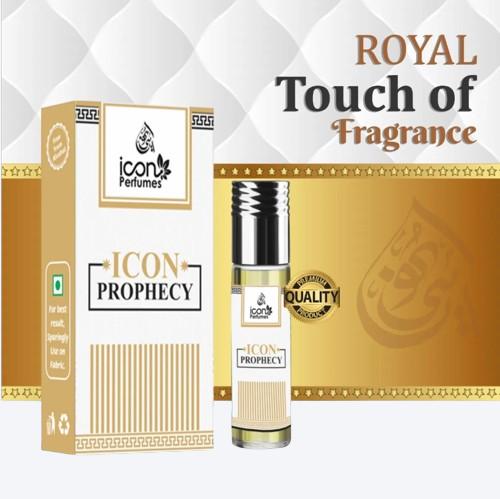 ROYAL
Touch of
Fragrance
icon
Perfumes
ICON
PROPHECY
For best
result,
Sparingly
Use on
Fabric.
icon
Perfumes
ICON
PROPHECY
PREMIUM
QUALITY
PRODUCT